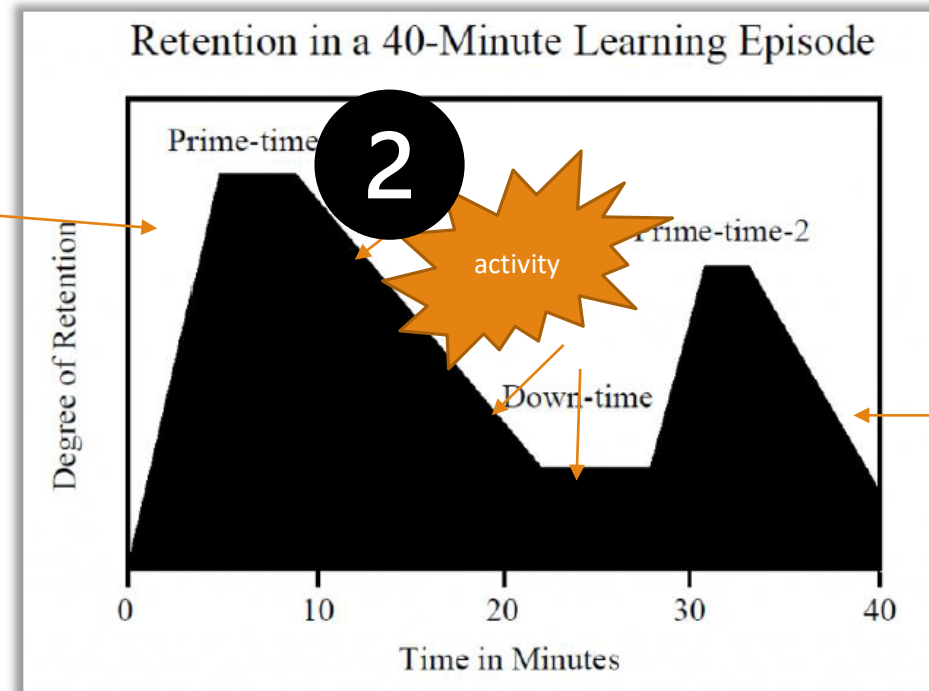 Retention in a 40-Minute Learning Episode
Prime-time
2
activity
Prime-time-2
Down-time
Degree of Retention
0 10 20 30 40
Time in Minutes